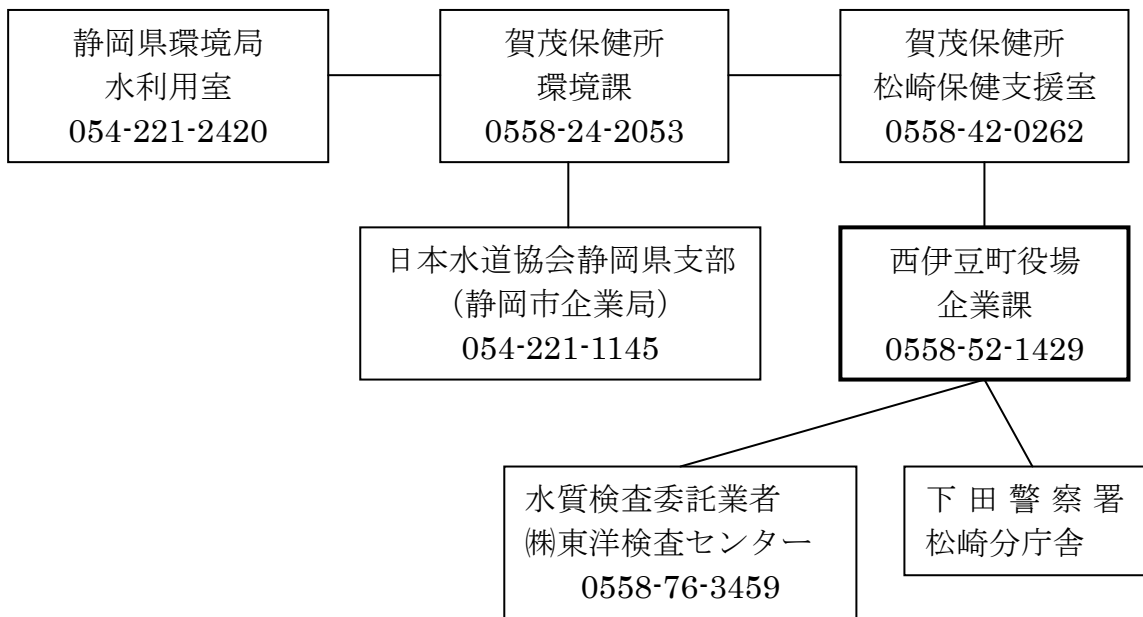 静岡県環境局
水利用室
054-221-2420
賀茂保健所
環境課
0558-24-2053
賀茂保健所
松崎保健支援室
0558-42-0262
日本水道協会静岡県支部
（静岡市企業局）
054-221-1145
西伊豆町役場
企業課
0558-52-1429
水質検査委託業者
㈱東洋検査センター
0558-76-3459
下田警察署
松崎分庁舎